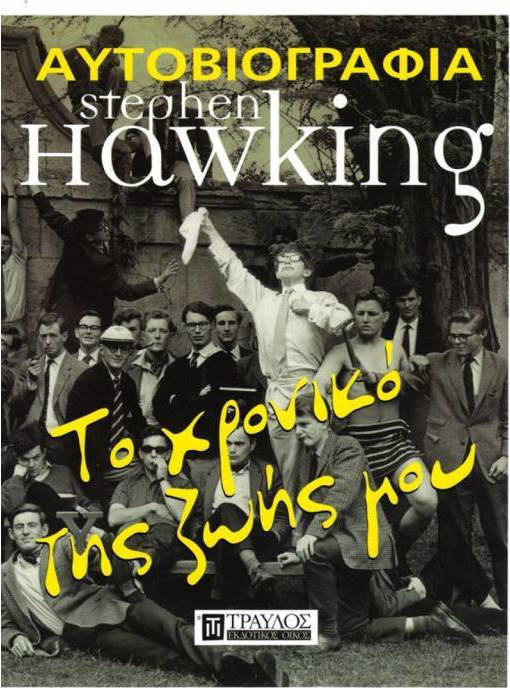 ΑΥΤΟΒΙΟΓΡΑΦΙΑ
stephen
Hawking
Το χρονικό
της ζωής μου
ΤΡΑΥΛΟΣ
ΕΚΔΟΤΙΚΟΣ ΟΙΚΟΣ